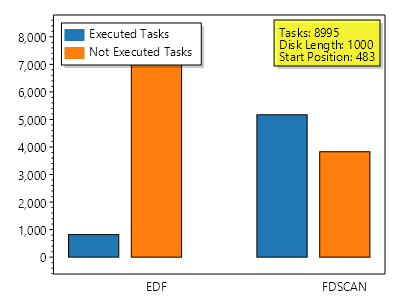 Executed Tasks
Not Executed Tasks
Tasks: 8995
Disk Length: 1000
Start Position: 483
8,000
7,000
6,000
5,000
4,000
3,000
2,000
1,000
0
EDF
FDSCAN